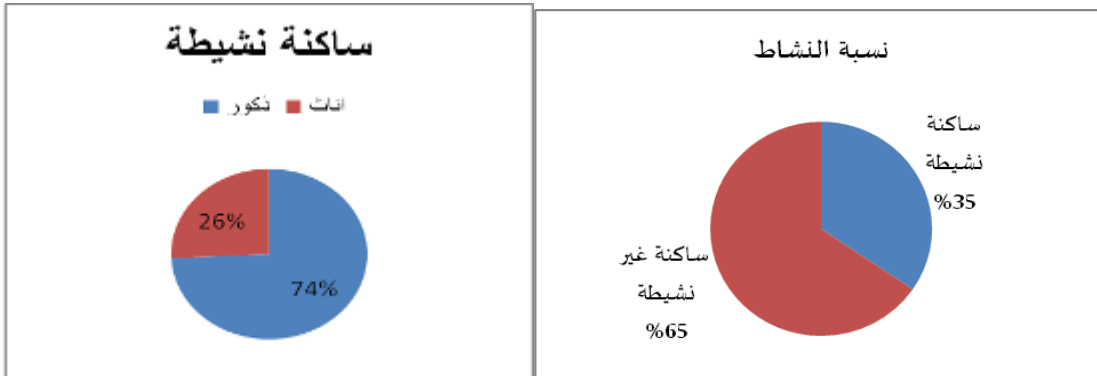 نسبة النشاط
ساكنة
نشيطة
%35
ساكنة غير
نشيطة
%65
ساكنة نشيطة
ذكور
اناث
26%
74%